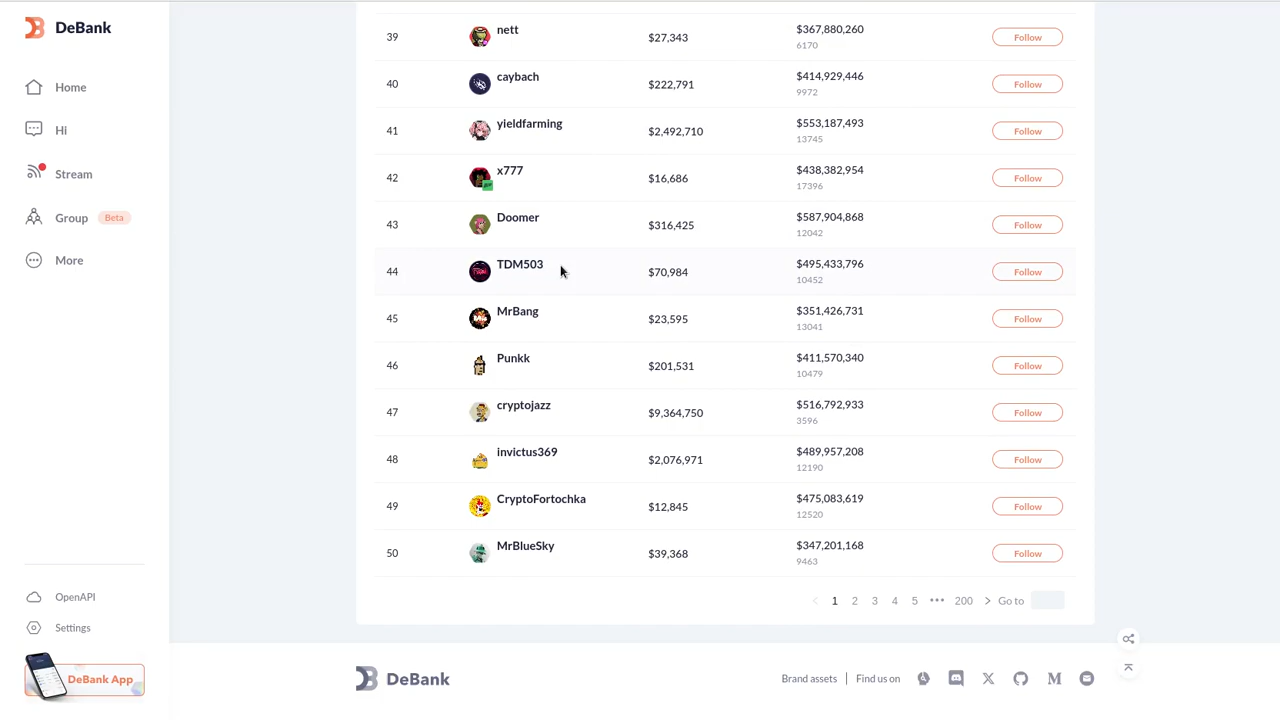 DeBank
Home
Hi
Stream
Group Beta
More
OpenAPI
Settings
DeBank App
39 nett $27,343 $367,880,260 Follow
6170
40 caybach $222,791 $414,929,446 Follow
9972
41 yieldfarming $2,492,710 $553,187,493 Follow
13745
42 x777 $16,686 $438,382,954 Follow
17396
43 Doomer $316,425 $587,904,868 Follow
12042
44 TDM503 $70,984 $495,433,796 Follow
10452
45 MrBang $23,595 $351,426,731 Follow
13041
46 Punkk $201,531 $411,570,340 Follow
10479
47 cryptojazz $9,364,750 $516,792,933 Follow
3596
48 invictus369 $2,076,971 $489,957,208 Follow
12190
49 CryptoFortochka $12,845 $475,083,619 Follow
12520
50 MrBlueSky $39,368 $347,201,168 Follow
9463
< 1 2 3 4 5 ••• 200 > Go to
DeBank Brand assets | Find us on